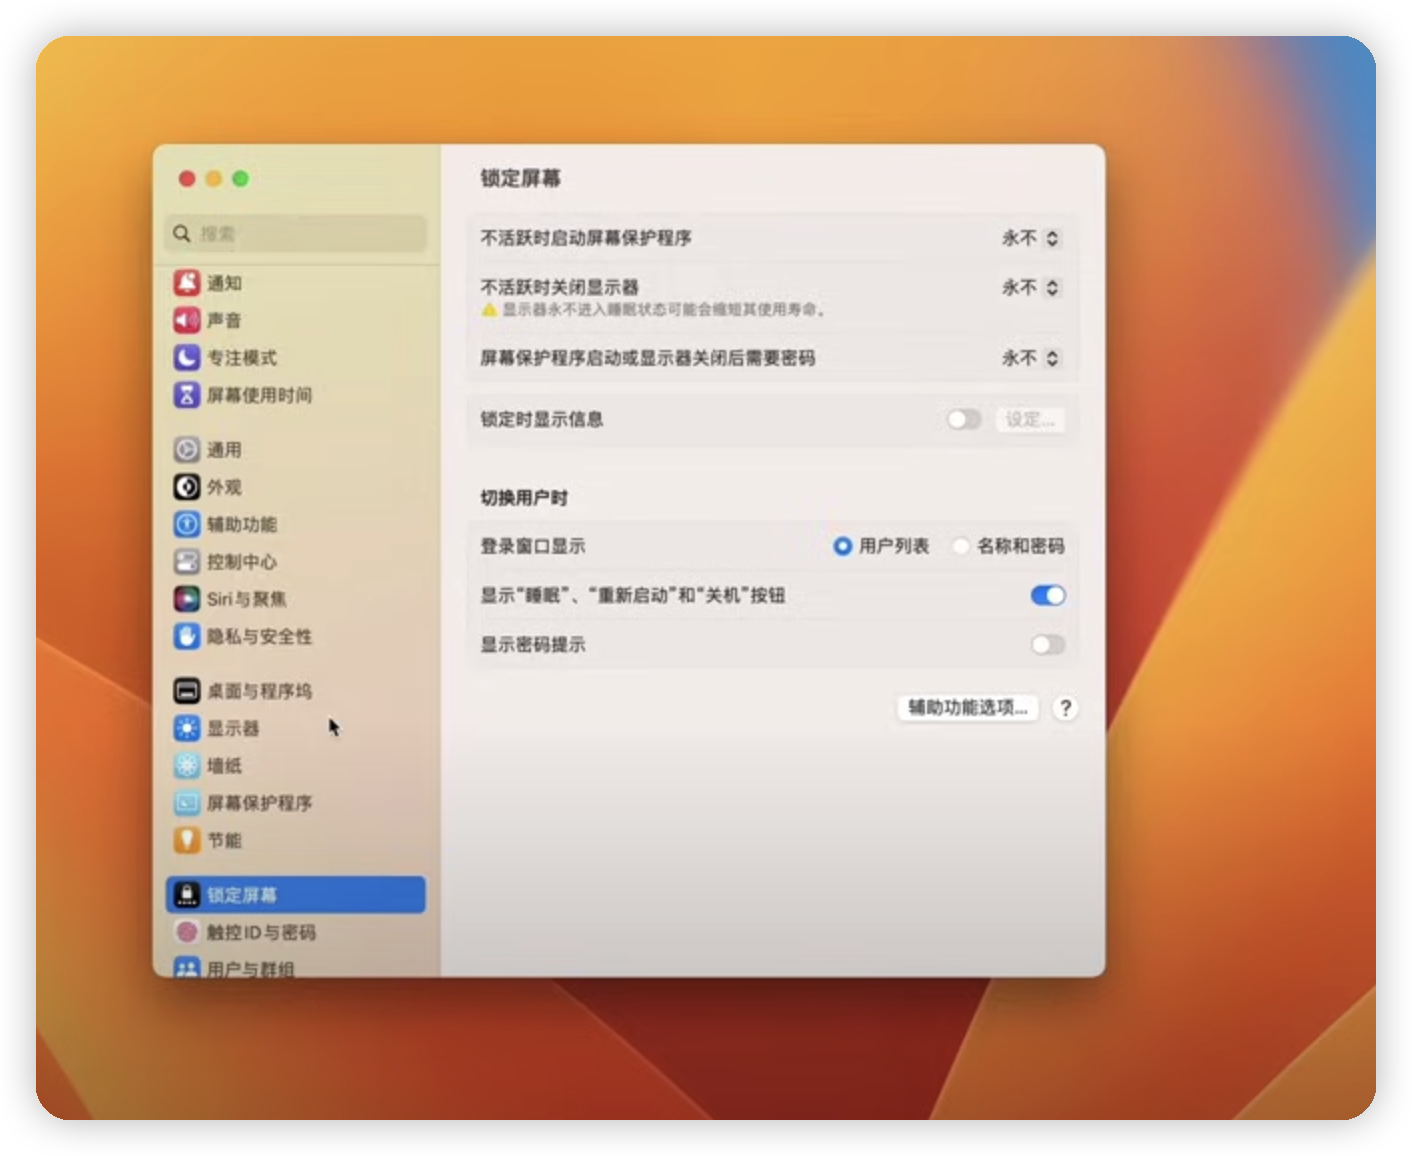 锁定屏幕
搜索
通知
声音
专注模式
屏幕使用时间
通用
外观
辅助功能
控制中心
Siri与聚焦
隐私与安全性
桌面与程序坞
显示器
墙纸
屏幕保护程序
节能
锁定屏幕
触控ID与密码
用户与群组
不活跃时启动屏幕保护程序 永不
不活跃时关闭显示器 永不
显示器永不进入睡眠状态可能会缩短其使用寿命。
屏幕保护程序启动或显示器关闭后需要密码 永不
锁定时显示信息 设定...
切换用户时
登录窗口显示 用户列表 名称和密码
显示“睡眠”、“重新启动”和“关机”按钮
显示密码提示
辅助功能选项... ?